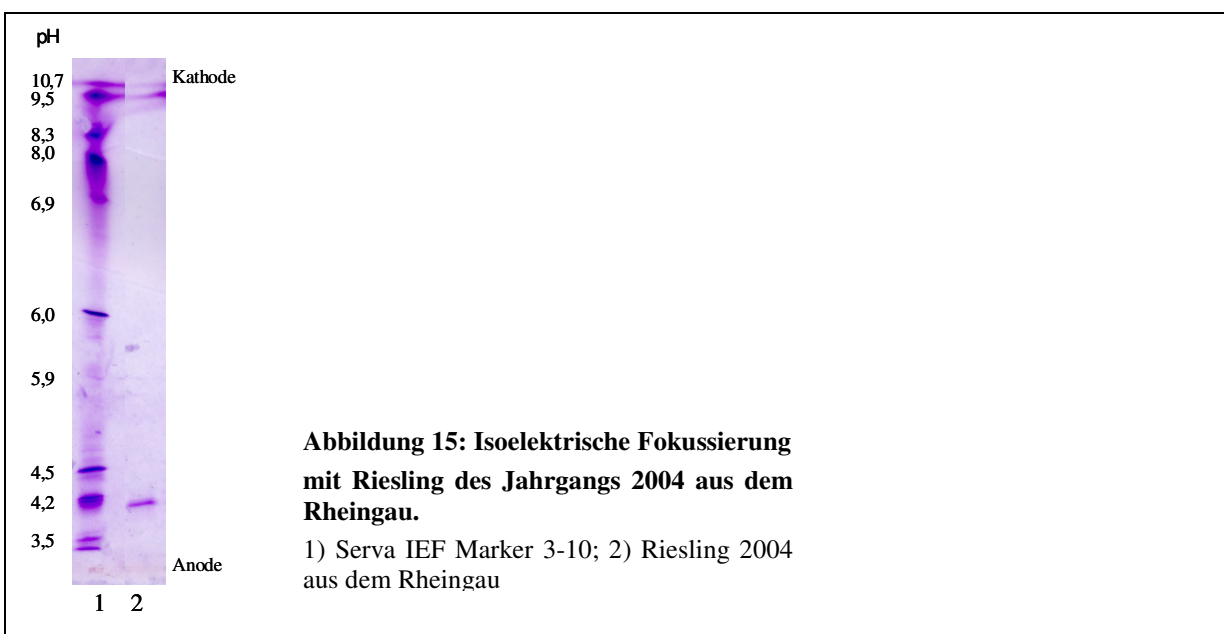 pH
10,7
Kathode
9,5
8,3
8,0
6,9
6,0
5,9
4,5
4,2
3,5
Anode
1 2
Abbildung 15: Isoelektrische Fokussierung
mit Riesling des Jahrgangs 2004 aus dem
Rheingau.
1) Serva IEF Marker 3-10; 2) Riesling 2004
aus dem Rheingau